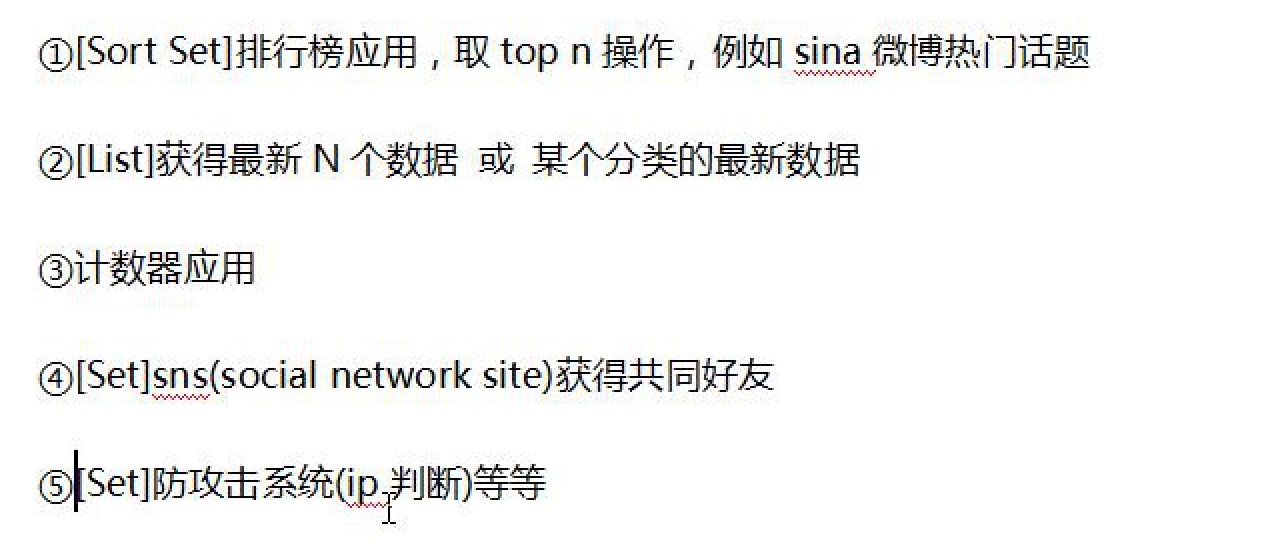 ①[Sort Set]排行榜应用，取 top n 操作，例如 sina 微博热门话题
②[List]获得最新 N 个数据 或 某个分类的最新数据
③计数器应用
④[Set]sns(social network site)获得共同好友
⑤[Set]防攻击系统(ip 判断)等等